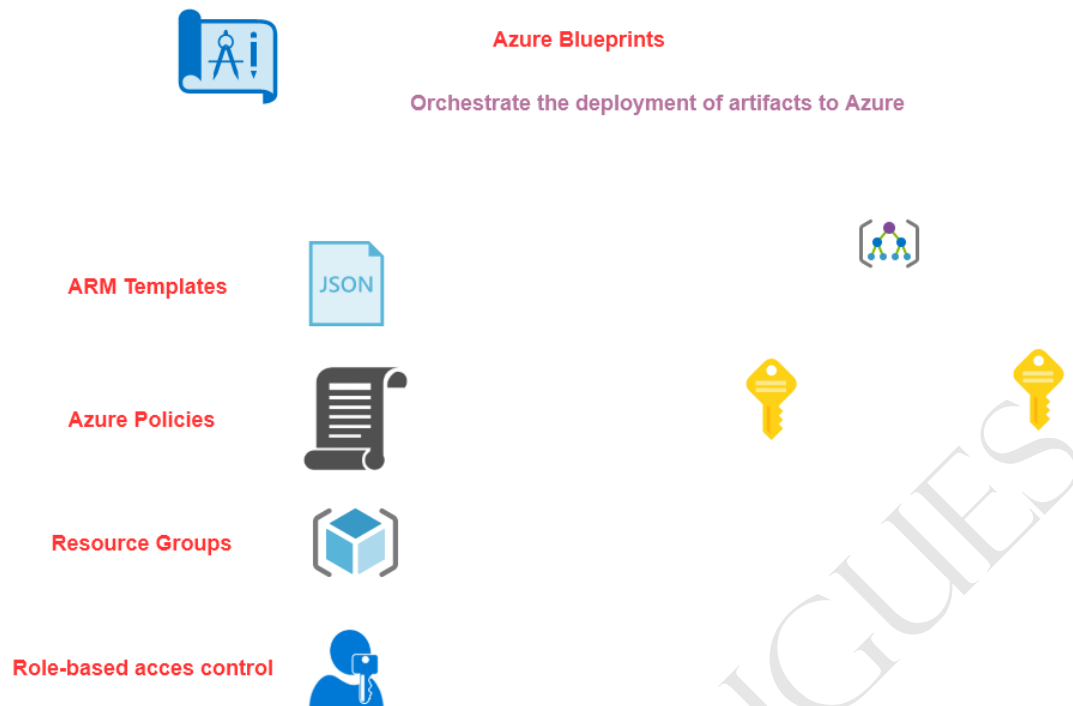 Azure Blueprints
Orchestrate the deployment of artifacts to Azure
ARM Templates
JSON
Azure Policies
Resource Groups
Role-based acces control